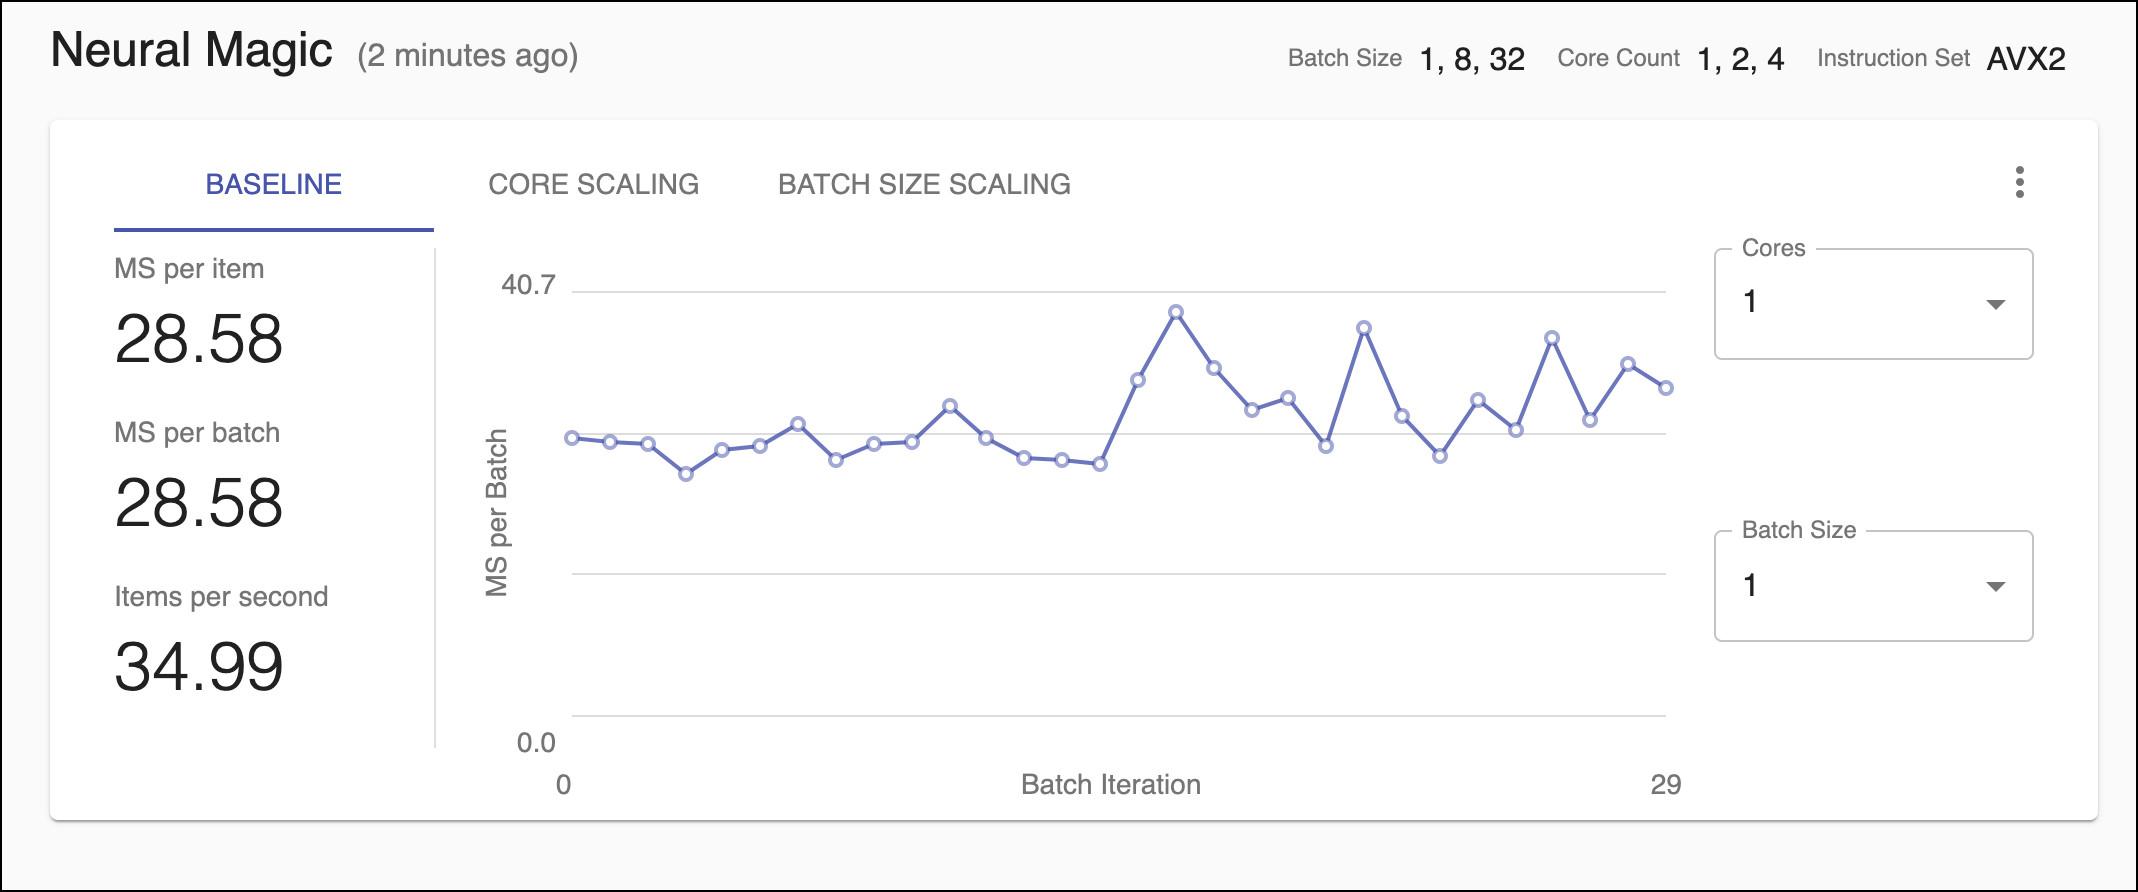 Neural Magic (2 minutes ago)
Batch Size 1, 8, 32 Core Count 1, 2, 4 Instruction Set AVX2
BASELINE CORE SCALING BATCH SIZE SCALING
MS per item
28.58
MS per batch
28.58
Items per second
34.99
40.7
MS per Batch
0.0
0 Batch Iteration 29
Cores
1
Batch Size
1